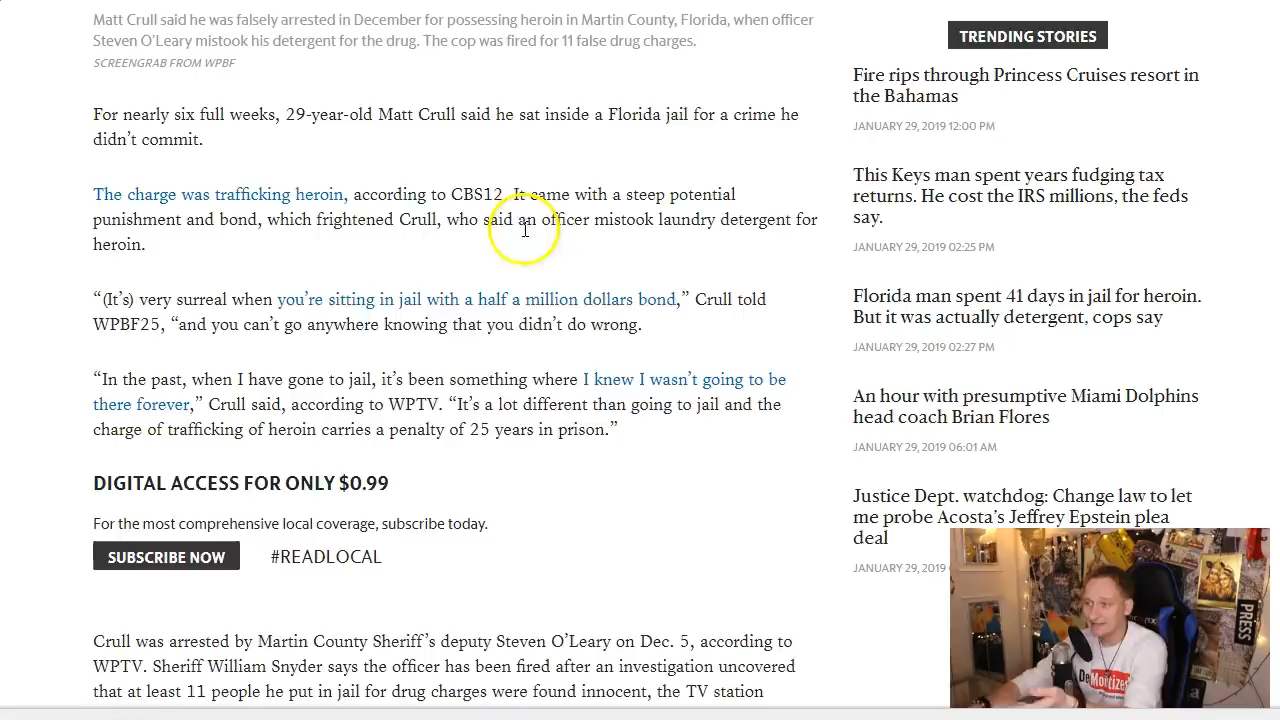 Matt Crull said he was falsely arrested in December for possessing heroin in Martin County, Florida, when officer
Steven O'Leary mistook his detergent for the drug. The cop was fired for 11 false drug charges.
SCREENGRAB FROM WPBF
For nearly six full weeks, 29-year-old Matt Crull said he sat inside a Florida jail for a crime he
didn't commit.
The charge was trafficking heroin, according to CBS12. It came with a steep potential
punishment and bond, which frightened Crull, who said an officer mistook laundry detergent for
heroin.
“(It's) very surreal when you're sitting in jail with a half a million dollars bond,” Crull told
WPBF25, “and you can't go anywhere knowing that you didn't do wrong.
“In the past, when I have gone to jail, it's been something where I knew I wasn't going to be
there forever,” Crull said, according to WPTV. “It's a lot different than going to jail and the
charge of trafficking of heroin carries a penalty of 25 years in prison.”
DIGITAL ACCESS FOR ONLY $0.99
For the most comprehensive local coverage, subscribe today.
SUBSCRIBE NOW #READLOCAL
Crull was arrested by Martin County Sheriff's deputy Steven O'Leary on Dec. 5, according to
WPTV. Sheriff William Snyder says the officer has been fired after an investigation uncovered
that at least 11 people he put in jail for drug charges were found innocent, the TV station
TRENDING STORIES
Fire rips through Princess Cruises resort in
the Bahamas
JANUARY 29, 2019 12:00 PM
This Keys man spent years fudging tax
returns. He cost the IRS millions, the feds
say.
JANUARY 29, 2019 02:25 PM
Florida man spent 41 days in jail for heroin.
But it was actually detergent, cops say
JANUARY 29, 2019 02:27 PM
An hour with presumptive Miami Dolphins
head coach Brian Flores
JANUARY 29, 2019 06:01 AM
Justice Dept. watchdog: Change law to let
me probe Acosta's Jeffrey Epstein plea
deal
JANUARY 29, 2019
PRESS